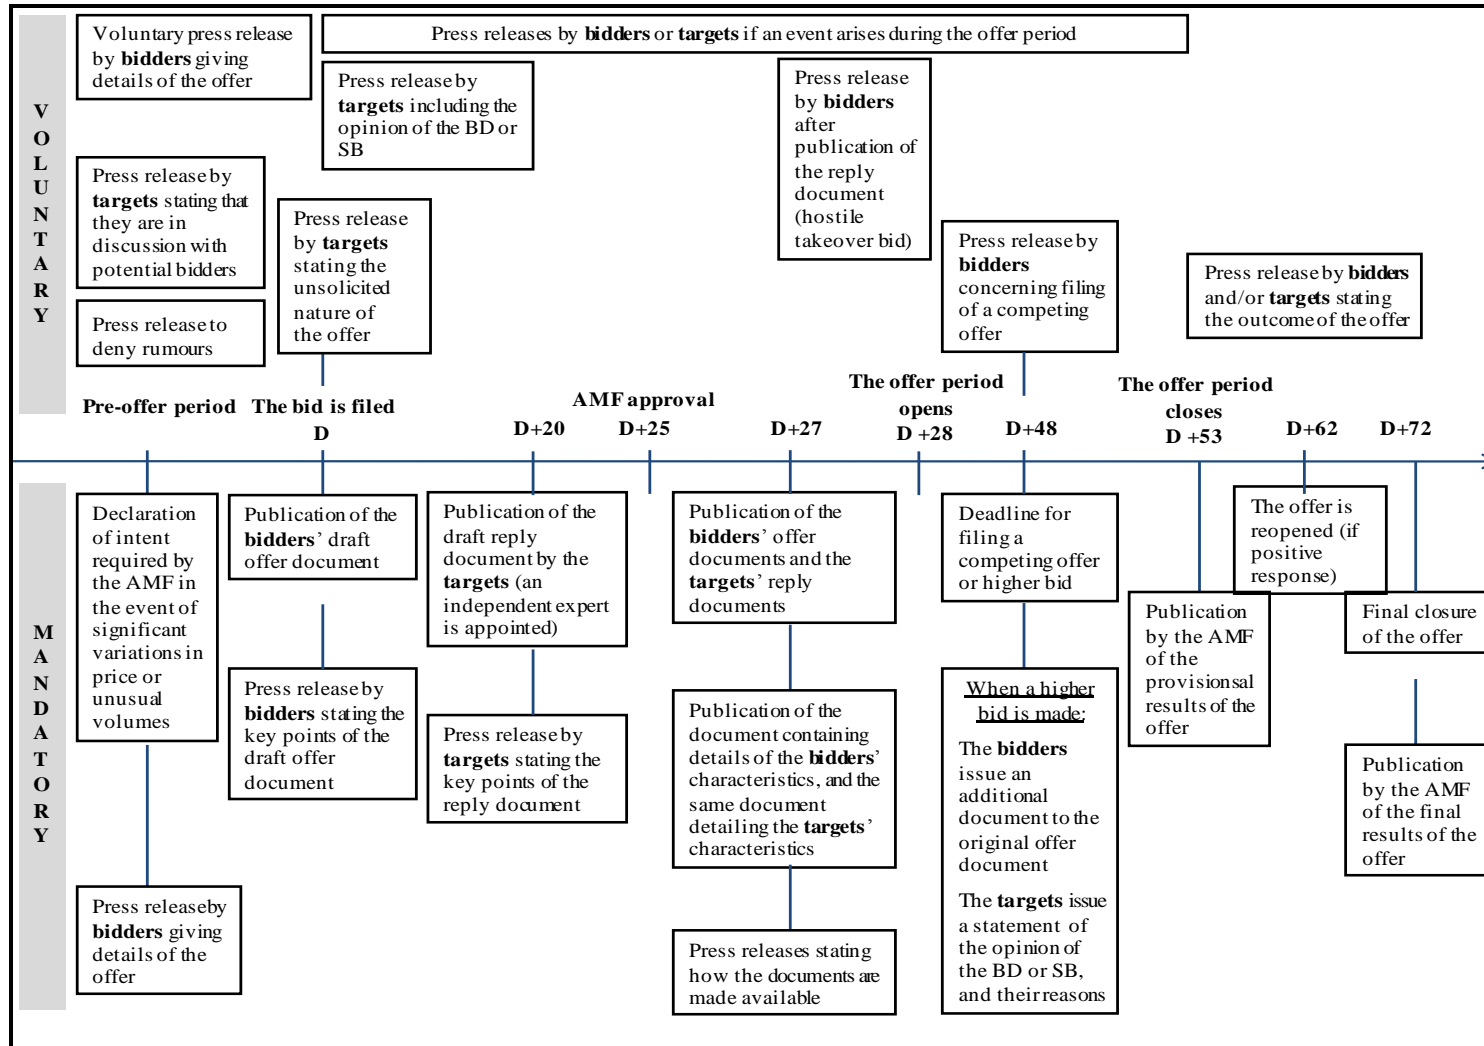 VOLUNTARY
Voluntary press release
by bidders giving
details of the offer
Press releases by bidders or targets if an event arises during the offer period
Press release by
targets including the
opinion of the BD or
SB
Press release
by bidders
after
publication of
the reply
document
(hostile
takeover bid)
Press release by
targets stating that
they are in
discussion with
potential bidders
Press release
by targets
stating the
unsolicited
nature of
the offer
Press release by
bidders
concerning filing
of a competing
offer
Press release by bidders
and/or targets stating
the outcome of the offer
Press release to
deny rumours
Pre-offer period
The bid is filed
D
D+20
AMF approval
D+25
D+27
The offer period
opens
D +28
D+48
The offer period
closes
D +53
D+62
D+72
MANDATORY
Declaration
of intent
required by
the AMF in
the event of
significant
variations in
price or
unusual
volumes
Press release by
bidders giving
details of the
offer
Publication of the
bidders’ draft
offer document
Press release by
bidders stating the
key points of the
draft offer
document
Publication of the
draft reply
document by the
targets (an
independent expert
is appointed)
Press release by
targets stating the
key points of the
reply document
Publication of the
bidders’ offer
documents and the
targets’ reply
documents
Publication of the
document containing
details of the bidders’
characteristics, and the
same document
detailing the targets’
characteristics
Press releases stating
how the documents are
made available
Deadline for
filing a
competing offer
or higher bid
When a higher
bid is made:
The bidders
issue an
additional
document to the
original offer
document
The targets issue
a statement of
the opinion of
the BD or SB,
and their reasons
Publication
by the AMF
of the
provisionsal
results of the
offer
The offer is
reopened (if
positive
response)
Final closure
of the offer
Publication
by the AMF
of the final
results of the
offer